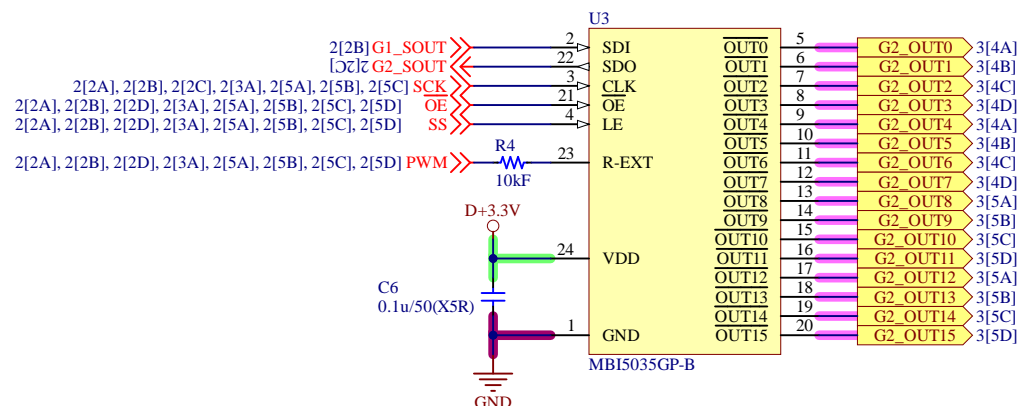 U3
2[2B] G1_SOUT 2 SDI OUT0 5 G2_OUT0 3[4A]
2[2C] G2_SOUT 22 SDO OUT1 6 G2_OUT1 3[4B]
2[2A], 2[2B], 2[2C], 2[3A], 2[5A], 2[5B], 2[5C] SCK 3 CLK OUT2 7 G2_OUT2 3[4C]
2[2A], 2[2B], 2[2D], 2[3A], 2[5A], 2[5B], 2[5C], 2[5D] OE 21 OE OUT3 8 G2_OUT3 3[4D]
2[2A], 2[2B], 2[2D], 2[3A], 2[5A], 2[5B], 2[5C], 2[5D] SS 4 LE OUT4 9 G2_OUT4 3[4A]
OUT5 10 G2_OUT5 3[4B]
R4
2[2A], 2[2B], 2[2D], 2[3A], 2[5A], 2[5B], 2[5C], 2[5D] PWM 23 R-EXT OUT6 11 G2_OUT6 3[4C]
10kF OUT7 12 G2_OUT7 3[4D]
OUT8 13 G2_OUT8 3[5A]
D+3.3V
OUT9 14 G2_OUT9 3[5B]
OUT10 15 G2_OUT10 3[5C]
24 VDD OUT11 16 G2_OUT11 3[5D]
OUT12 17 G2_OUT12 3[5A]
C6
OUT13 18 G2_OUT13 3[5B]
0.1u/50(X5R)
OUT14 19 G2_OUT14 3[5C]
1 GND OUT15 20 G2_OUT15 3[5D]
MBI5035GP-B
GND